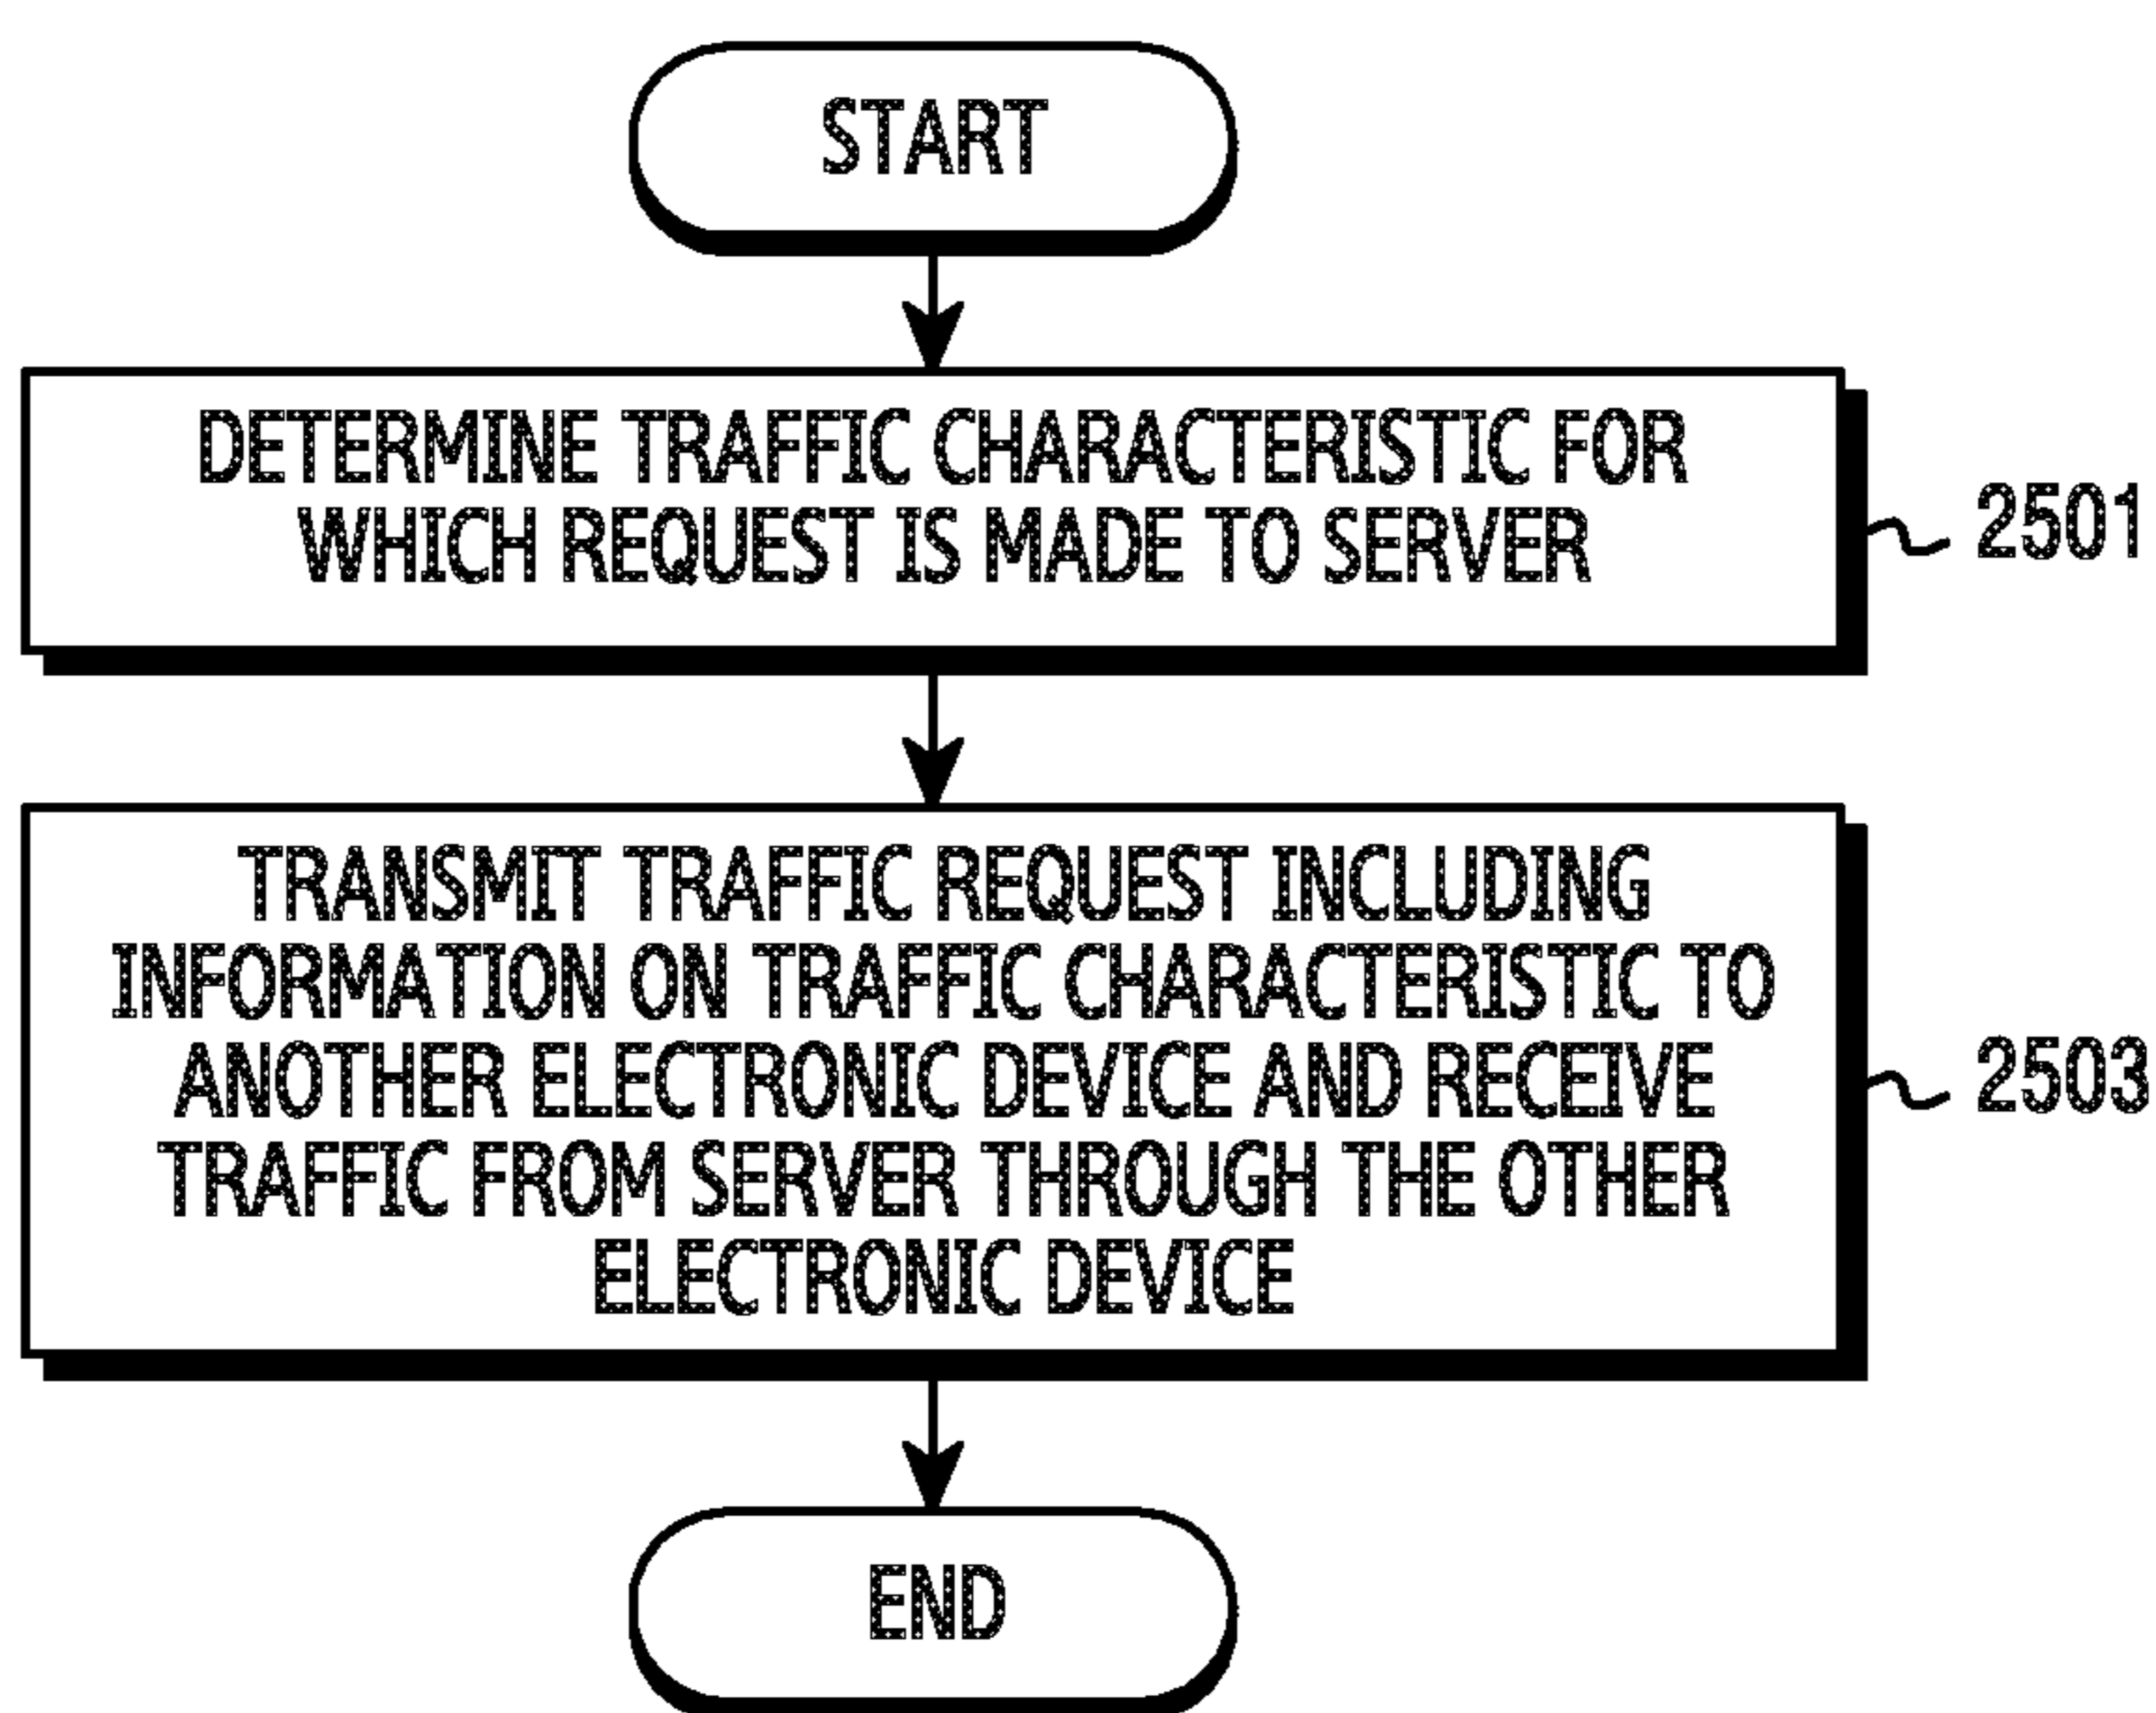 START
DETERMINE TRAFFIC CHARACTERISTIC FOR
WHICH REQUEST IS MADE TO SERVER
2501
TRANSMIT TRAFFIC REQUEST INCLUDING
INFORMATION ON TRAFFIC CHARACTERISTIC TO
ANOTHER ELECTRONIC DEVICE AND RECEIVE
TRAFFIC FROM SERVER THROUGH THE OTHER
ELECTRONIC DEVICE
2503
END